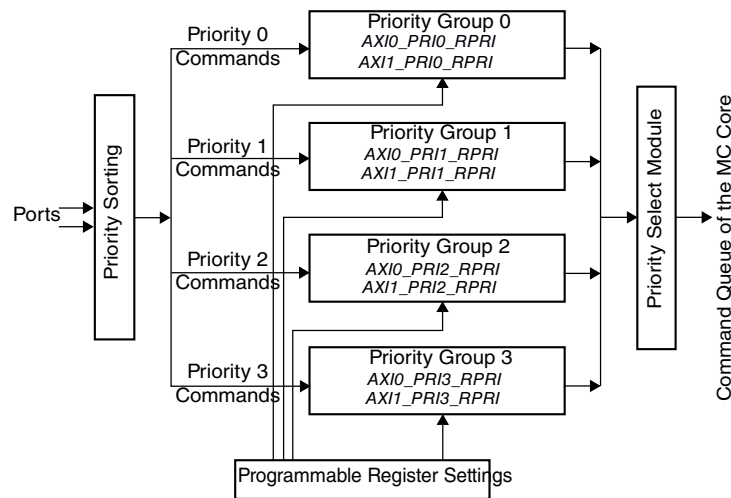 Ports
Priority Sorting
Priority 0
Commands
Priority Group 0
AXI0_PRI0_RPRI
AXI1_PRI0_RPRI
Priority 1
Commands
Priority Group 1
AXI0_PRI1_RPRI
AXI1_PRI1_RPRI
Priority 2
Commands
Priority Group 2
AXI0_PRI2_RPRI
AXI1_PRI2_RPRI
Priority 3
Commands
Priority Group 3
AXI0_PRI3_RPRI
AXI1_PRI3_RPRI
Programmable Register Settings
Priority Select Module
Command Queue of the MC Core